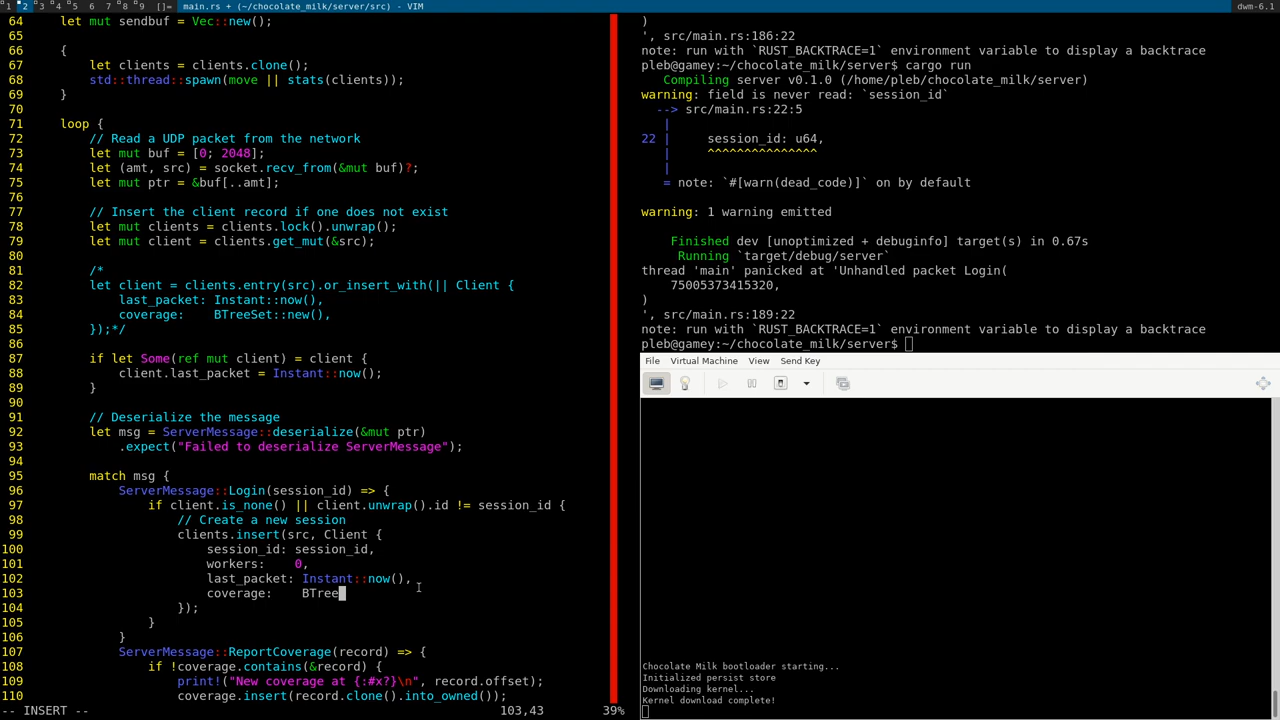 1 2 3 4 5 6 7 8 9 []= main.rs + (~/chocolate_milk/server/src) - VIM dwm-6.1
64     let mut sendbuf = Vec::new();
65
66     {
67         let clients = clients.clone();
68         std::thread::spawn(move || stats(clients));
69     }
70
71     loop {
72         // Read a UDP packet from the network
73         let mut buf = [0; 2048];
74         let (amt, src) = socket.recv_from(&mut buf)?;
75         let mut ptr = &buf[..amt];
76
77         // Insert the client record if one does not exist
78         let mut clients = clients.lock().unwrap();
79         let mut client = clients.get_mut(&src);
80
81         /*
82         let client = clients.entry(src).or_insert_with(|| Client {
83             last_packet: Instant::now(),
84             coverage:    BTreeSet::new(),
85         });*/
86
87         if let Some(ref mut client) = client {
88             client.last_packet = Instant::now();
89         }
90
91         // Deserialize the message
92         let msg = ServerMessage::deserialize(&mut ptr)
93             .expect("Failed to deserialize ServerMessage");
94
95         match msg {
96             ServerMessage::Login(session_id) => {
97                 if client.is_none() || client.unwrap().id != session_id {
98                     // Create a new session
99                     clients.insert(src, Client {
100                         session_id: session_id,
101                         workers:    0,
102                         last_packet: Instant::now(),
103                         coverage:    BTree
104                     });
105                 }
106             }
107             ServerMessage::ReportCoverage(record) => {
108                 if !coverage.contains(&record) {
109                     print!("New coverage at {:#x?}\n", record.offset);
110                     coverage.insert(record.clone().into_owned());
-- INSERT -- 103,43 39%
)
', src/main.rs:186:22
note: run with `RUST_BACKTRACE=1` environment variable to display a backtrace
pleb@gamey:~/chocolate_milk/server$ cargo run
   Compiling server v0.1.0 (/home/pleb/chocolate_milk/server)
warning: field is never read: `session_id`
  --> src/main.rs:22:5
   |
22 |     session_id: u64,
   |     ^^^^^^^^^^^^^^^
   |
   = note: `#[warn(dead_code)]` on by default
warning: 1 warning emitted
    Finished dev [unoptimized + debuginfo] target(s) in 0.67s
     Running `target/debug/server`
thread 'main' panicked at 'Unhandled packet Login(
    75005373415320,
)
', src/main.rs:189:22
note: run with `RUST_BACKTRACE=1` environment variable to display a backtrace
pleb@gamey:~/chocolate_milk/server$
File Virtual Machine View Send Key
Chocolate Milk bootloader starting...
Initialized persist store
Downloading kernel...
Kernel download complete!